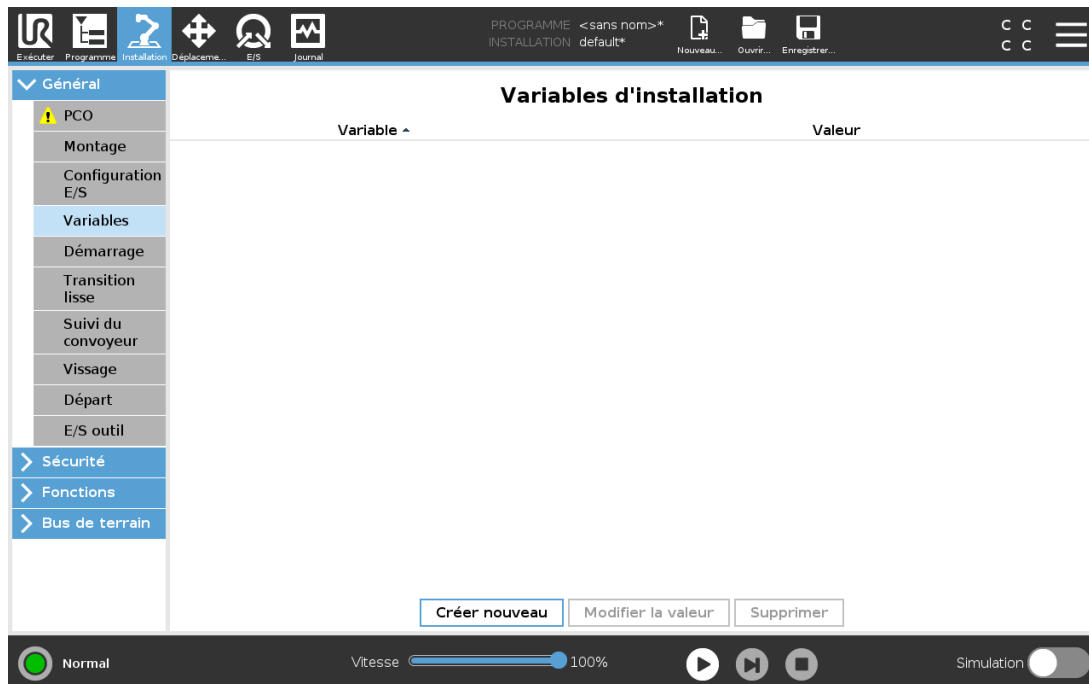 PROGRAMME <sans nom>*
INSTALLATION default*
Exécuter Programme Installation Déplaceme... E/S Journal
Nouveau... Ouvrir... Enregistrer...
C C
C C
Général
PCO
Montage
Configuration
E/S
Variables
Démarrage
Transition
lisse
Suivi du
convoyeur
Vissage
Départ
E/S outil
Sécurité
Fonctions
Bus de terrain
Variables d'installation
Variable Valeur
Créer nouveau Modifier la valeur Supprimer
Normal Vitesse 100% Simulation